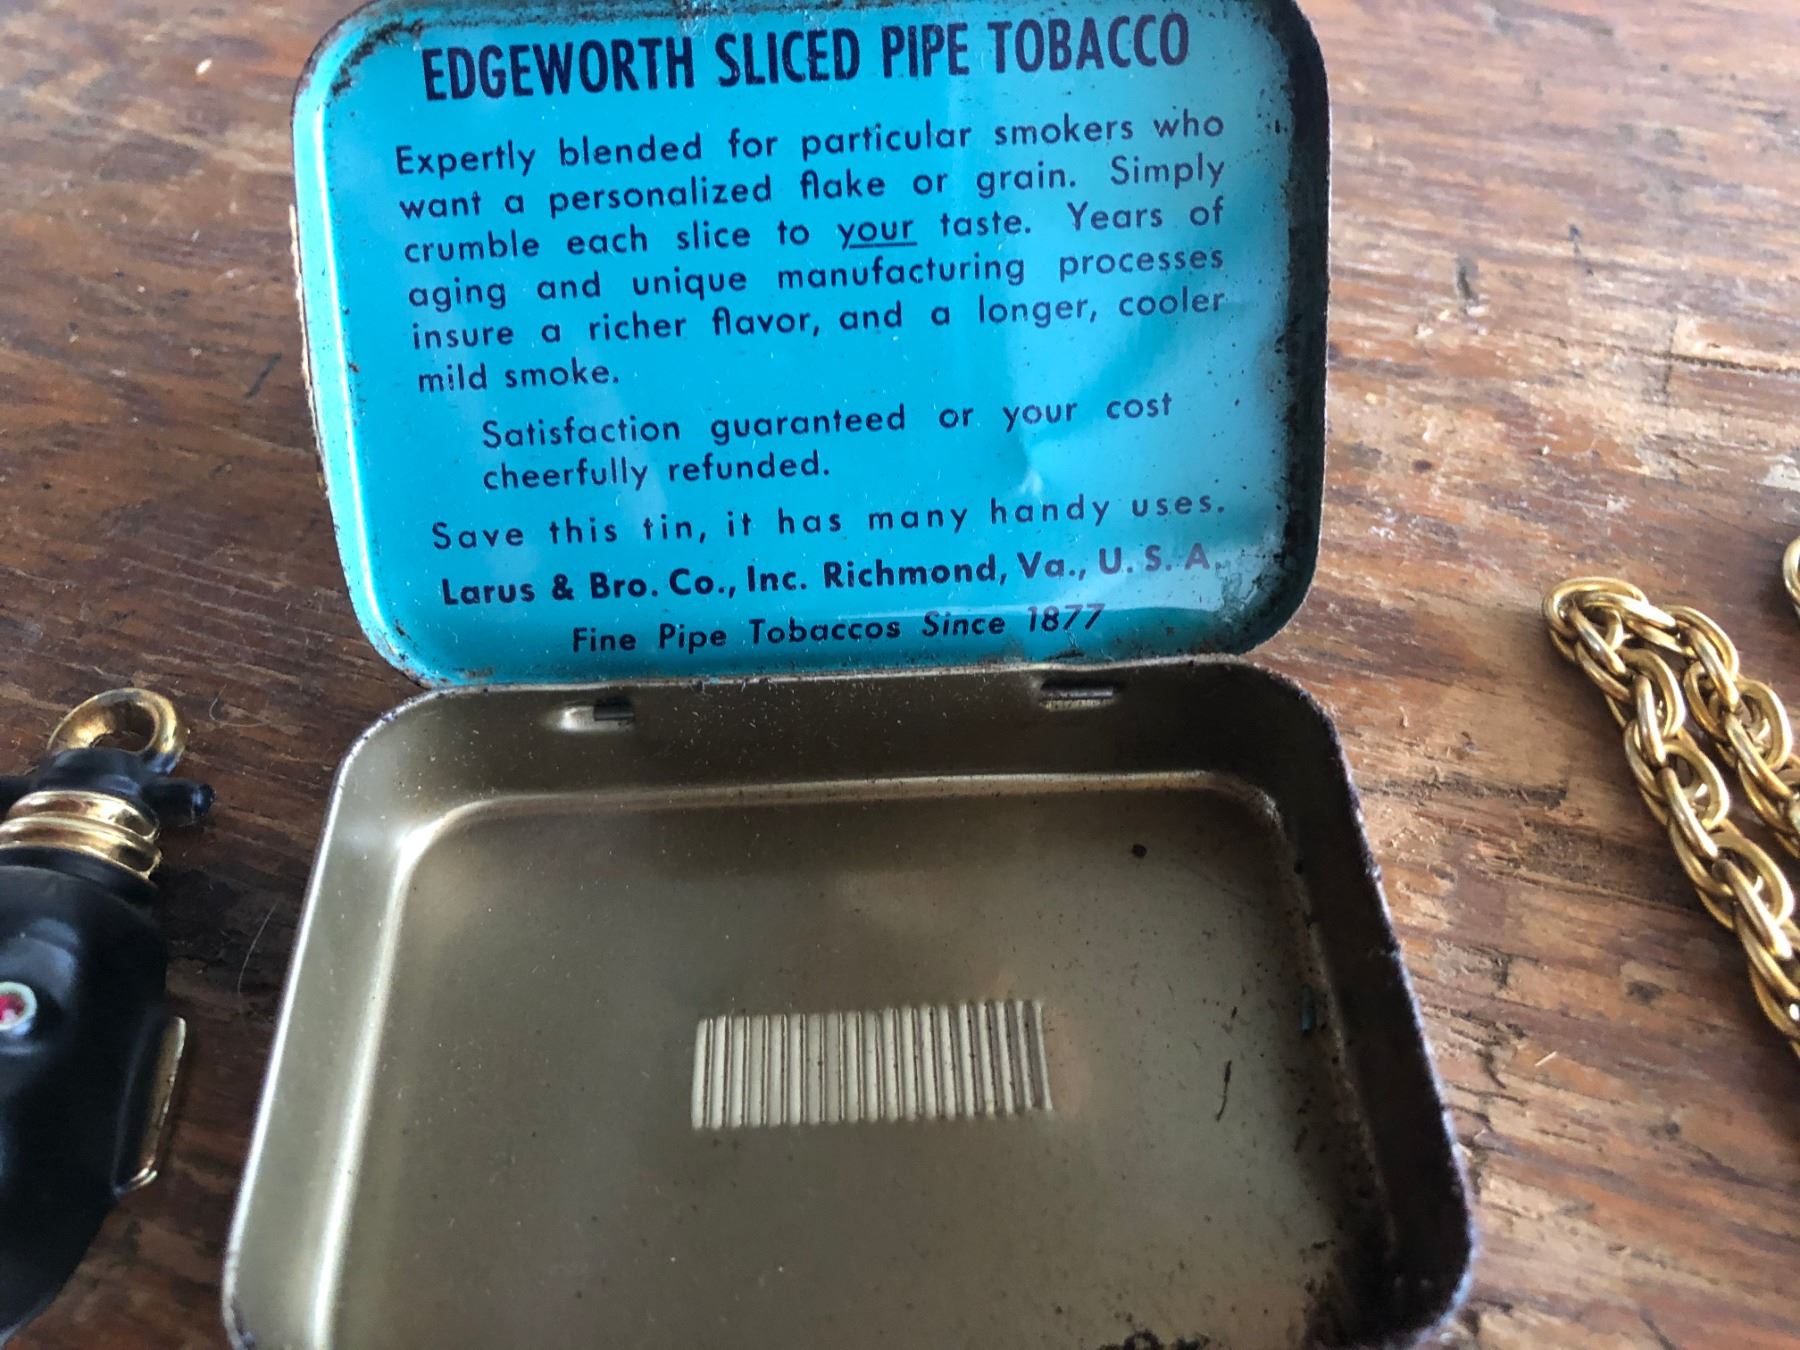 EDGEWORTH SLICED PIPE TOBACCO
Expertly blended for particular smokers who
want a personalized flake or grain. Simply
crumble each slice to your taste. Years of
aging and unique manufacturing processes
insure a richer flavor, and a longer, cooler
mild smoke.
Satisfaction guaranteed or your cost
cheerfully refunded.
Save this tin, it has many handy uses.
Larus & Bro. Co., Inc. Richmond, Va., U. S. A.
Fine Pipe Tobaccos Since 1877